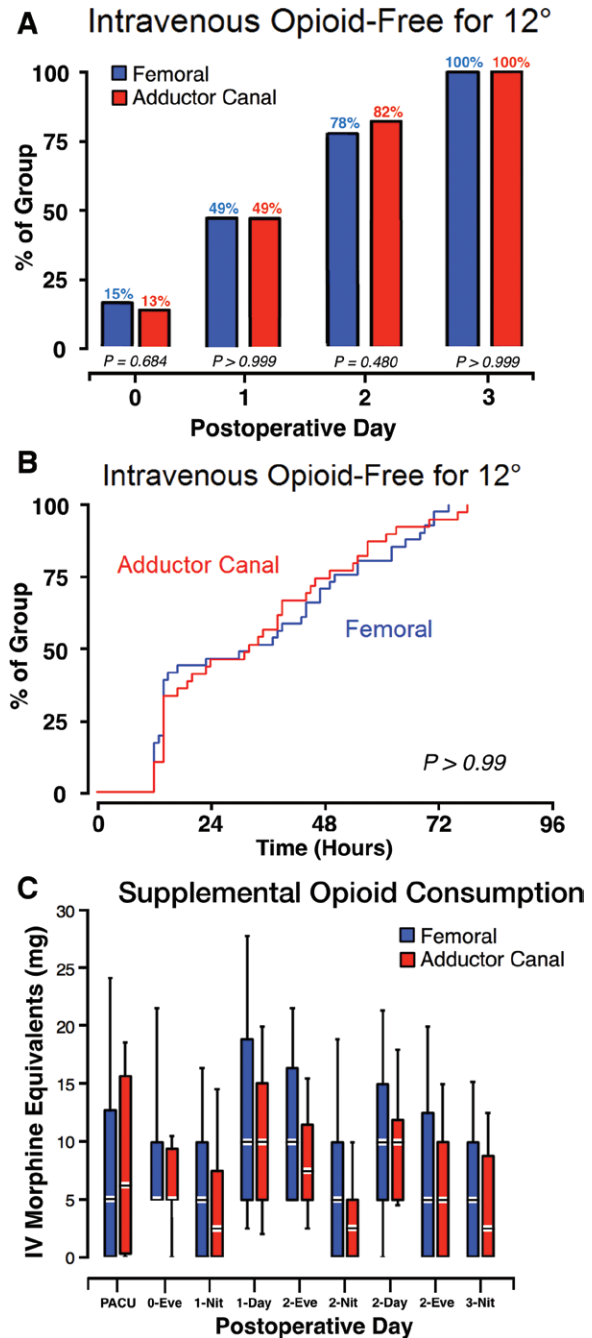 A
Intravenous Opioid-Free for 12°
% of Group
100
75
50
25
0
Femoral
Adductor Canal
15%
13%
49%
49%
78%
82%
100%
100%
P = 0.684
P > 0.999
P = 0.480
P > 0.999
0
1
2
3
Postoperative Day
B
Intravenous Opioid-Free for 12°
% of Group
100
75
50
25
0
Adductor Canal
Femoral
P > 0.99
0
24
48
72
96
Time (Hours)
C
Supplemental Opioid Consumption
IV Morphine Equivalents (mg)
30
25
20
15
10
5
0
Femoral
Adductor Canal
PACU
0-Eve
1-Nit
1-Day
2-Eve
2-Nit
2-Day
2-Eve
3-Nit
Postoperative Day